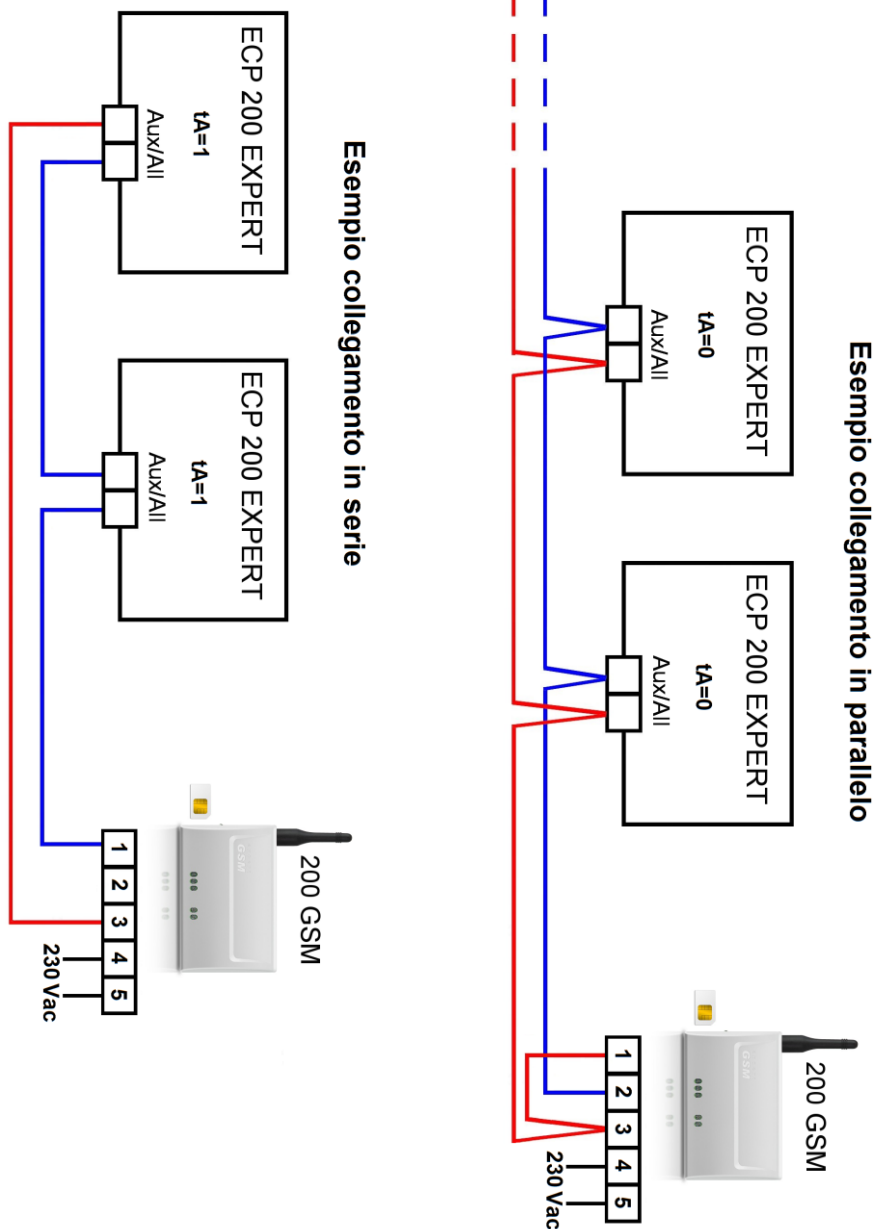 Esempio collegamento in parallelo
ECP 200 EXPERT
tA=0
Aux/All
ECP 200 EXPERT
tA=0
Aux/All
200 GSM
GSM
1 2 3 4 5
230 Vac
Esempio collegamento in serie
ECP 200 EXPERT
tA=1
Aux/All
ECP 200 EXPERT
tA=1
Aux/All
200 GSM
GSM
1 2 3 4 5
230 Vac